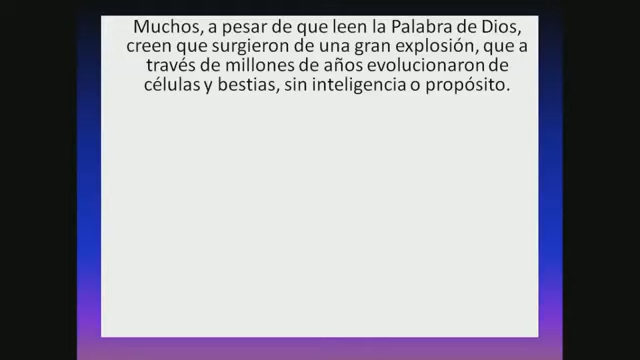 Muchos, a pesar de que leen la Palabra de Dios,
creen que surgieron de una gran explosión, que a
través de millones de años evolucionaron de
células y bestias, sin inteligencia o propósito.